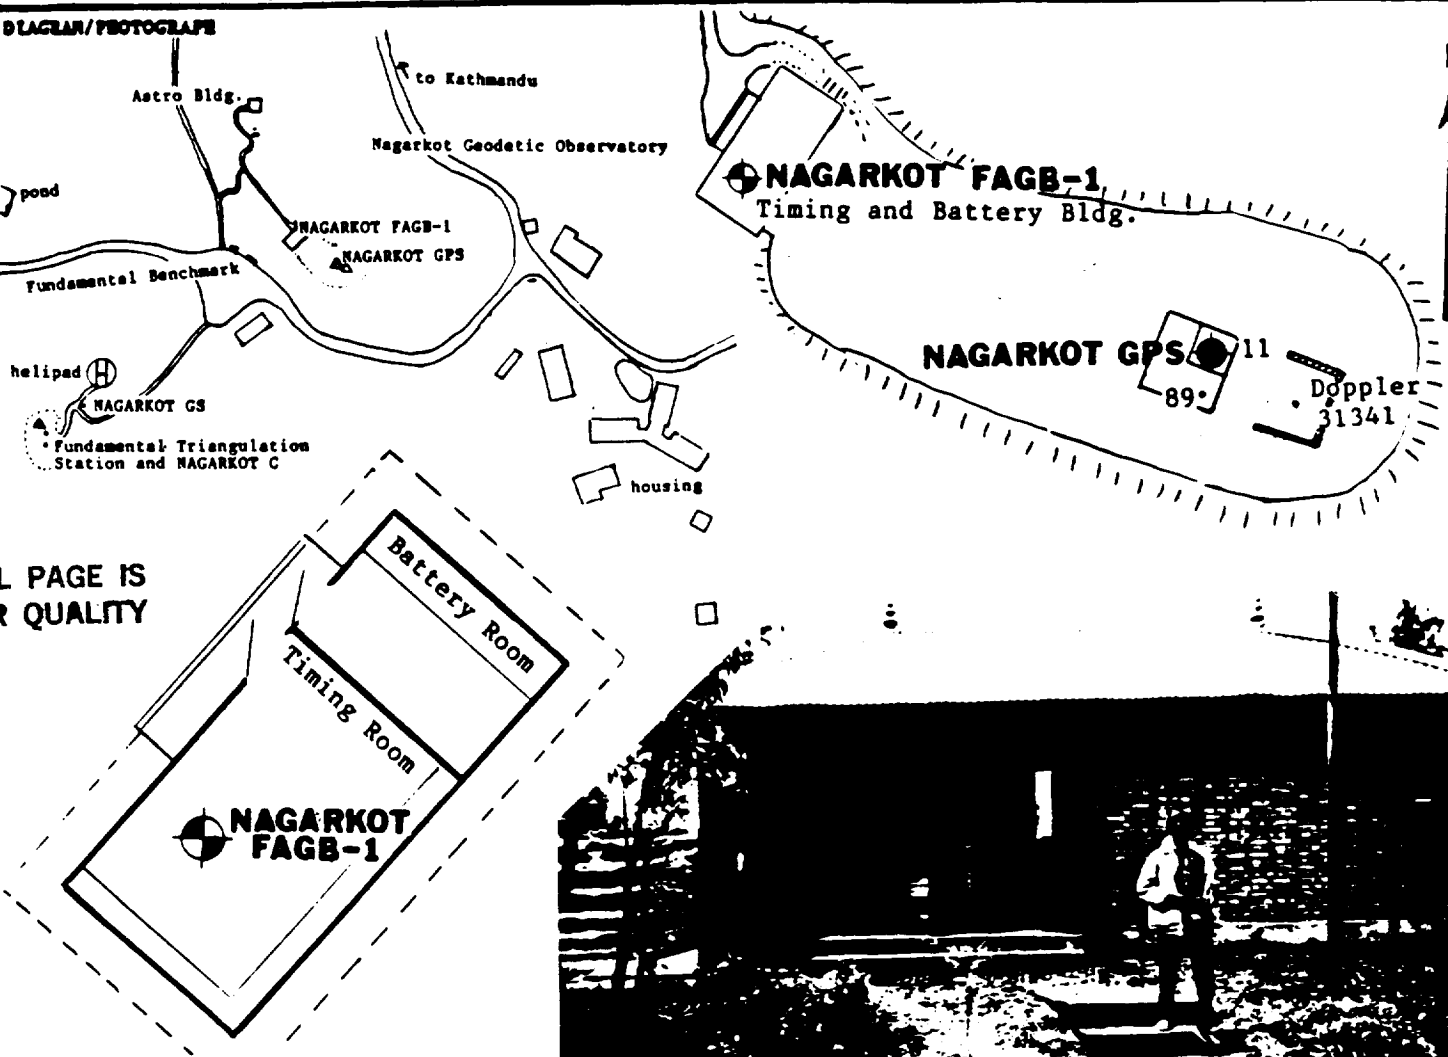 DIAGRAM/PHOTOGRAPH
to Kathmandu
Astro Bldg.
Nagarkot Geodetic Observatory
pond
NAGARKOT FAGB-1
NAGARKOT GPS
Fundamental Benchmark
helipad
H
NAGARKOT GS
Fundamental Triangulation
Station and NAGARKOT C
housing
NAGARKOT FAGB-1
Timing and Battery Bldg.
NAGARKOT GPS
11
89°
Doppler
31341
L PAGE IS
R QUALITY
Battery Room
Timing Room
NAGARKOT
FAGB-1